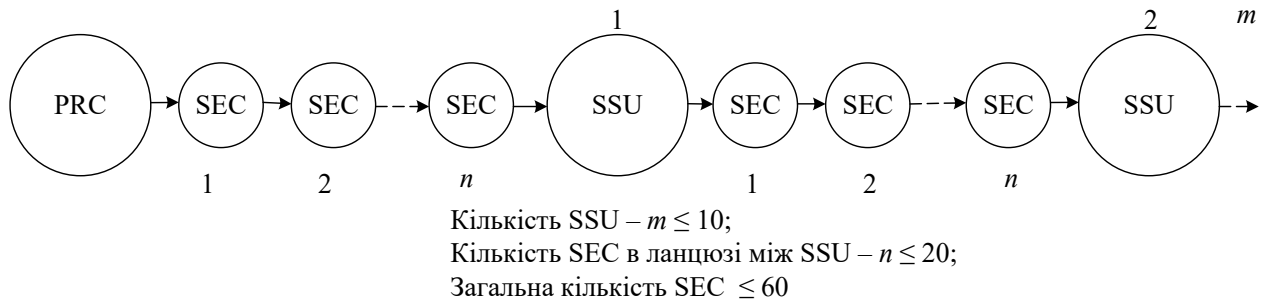 1 2 m
PRC SEC SEC SEC SSU SEC SEC SEC SSU
1 2 n 1 2 n
Кількість SSU – m ≤ 10;
Кількість SEC в ланцюзі між SSU – n ≤ 20;
Загальна кількість SEC ≤ 60